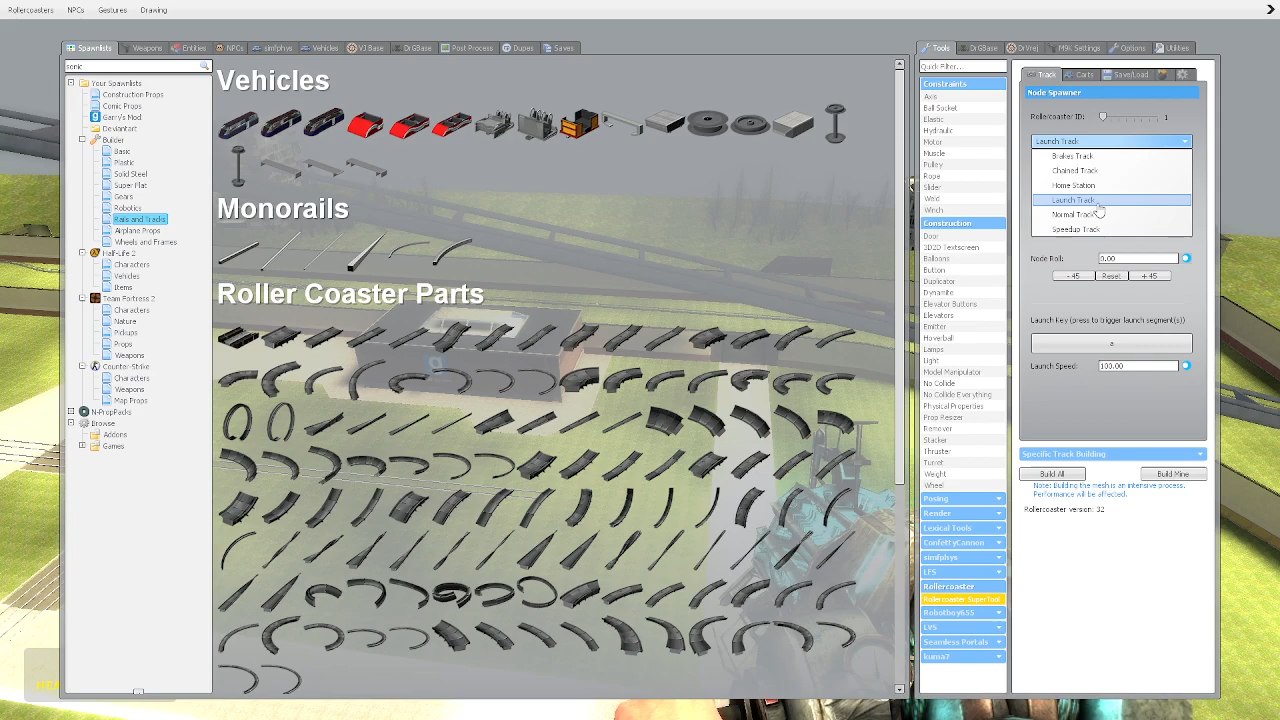 Rollercoasters NPCs Gestures Drawing
Spawnlists Weapons Entities NPCs simfphys Vehicles VJ Base DrGBase Post Process Dupes Saves
sonic
Your Spawnlists
Construction Props
Comic Props
Garry's Mod
Deviantart
Builder
Basic
Plastic
Solid Steel
Super Flat
Gears
Robotics
Rails and Tracks
Airplane Props
Wheels and Frames
Half-Life 2
Characters
Vehicles
Items
Team Fortress 2
Characters
Nature
Pickups
Props
Weapons
Counter-Strike
Characters
Weapons
Map Props
N-PropPacks
Browse
Addons
Games
Vehicles
Monorails
Roller Coaster Parts
Tools DrGBase DrVrej M9K Settings Options Utilities
Quick Filter...
Constraints
Axis
Ball Socket
Elastic
Hydraulic
Motor
Muscle
Pulley
Rope
Slider
Weld
Winch
Construction
Door
3D2D Textscreen
Balloons
Button
Duplicator
Dynamite
Elevator Buttons
Elevators
Emitter
Hoverball
Lamps
Light
Model Manipulator
No Collide
No Collide Everything
Physical Properties
Prop Resizer
Remover
Stacker
Thruster
Turret
Weight
Wheel
Posing
Render
Lexical Tools
ConfettyCannon
simfphys
LFS
Rollercoaster
Rollercoaster SuperTool
Robotboy655
LVS
Seamless Portals
kuma7
Track Carts Save/Load
Node Spawner
Rollercoaster ID: 1
Launch Track
Brakes Track
Chained Track
Home Station
Launch Track
Normal Track
Speedup Track
Node Roll: 0.00
- 45 Reset + 45
Launch Key (press to trigger launch segment(s))
a
Launch Speed: 100.00
Specific Track Building
Build All Build Mine
Note: Building the mesh is an intensive process.
Performance will be affected.
Rollercoaster version: 32